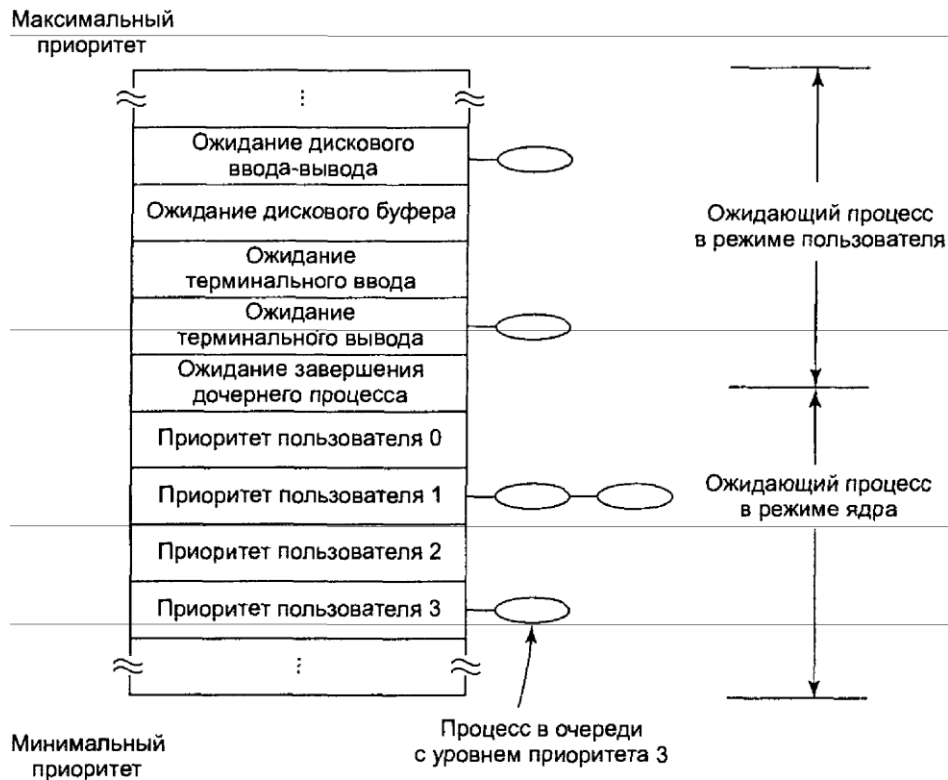 Максимальный
приоритет
⋮
Ожидание дискового
ввода-вывода
Ожидание дискового буфера
Ожидание
терминального ввода
Ожидание
терминального вывода
Ожидание завершения
дочернего процесса
Приоритет пользователя 0
Приоритет пользователя 1
Приоритет пользователя 2
Приоритет пользователя 3
⋮
Ожидающий процесс
в режиме пользователя
Ожидающий процесс
в режиме ядра
Процесс в очереди
с уровнем приоритета 3
Минимальный
приоритет